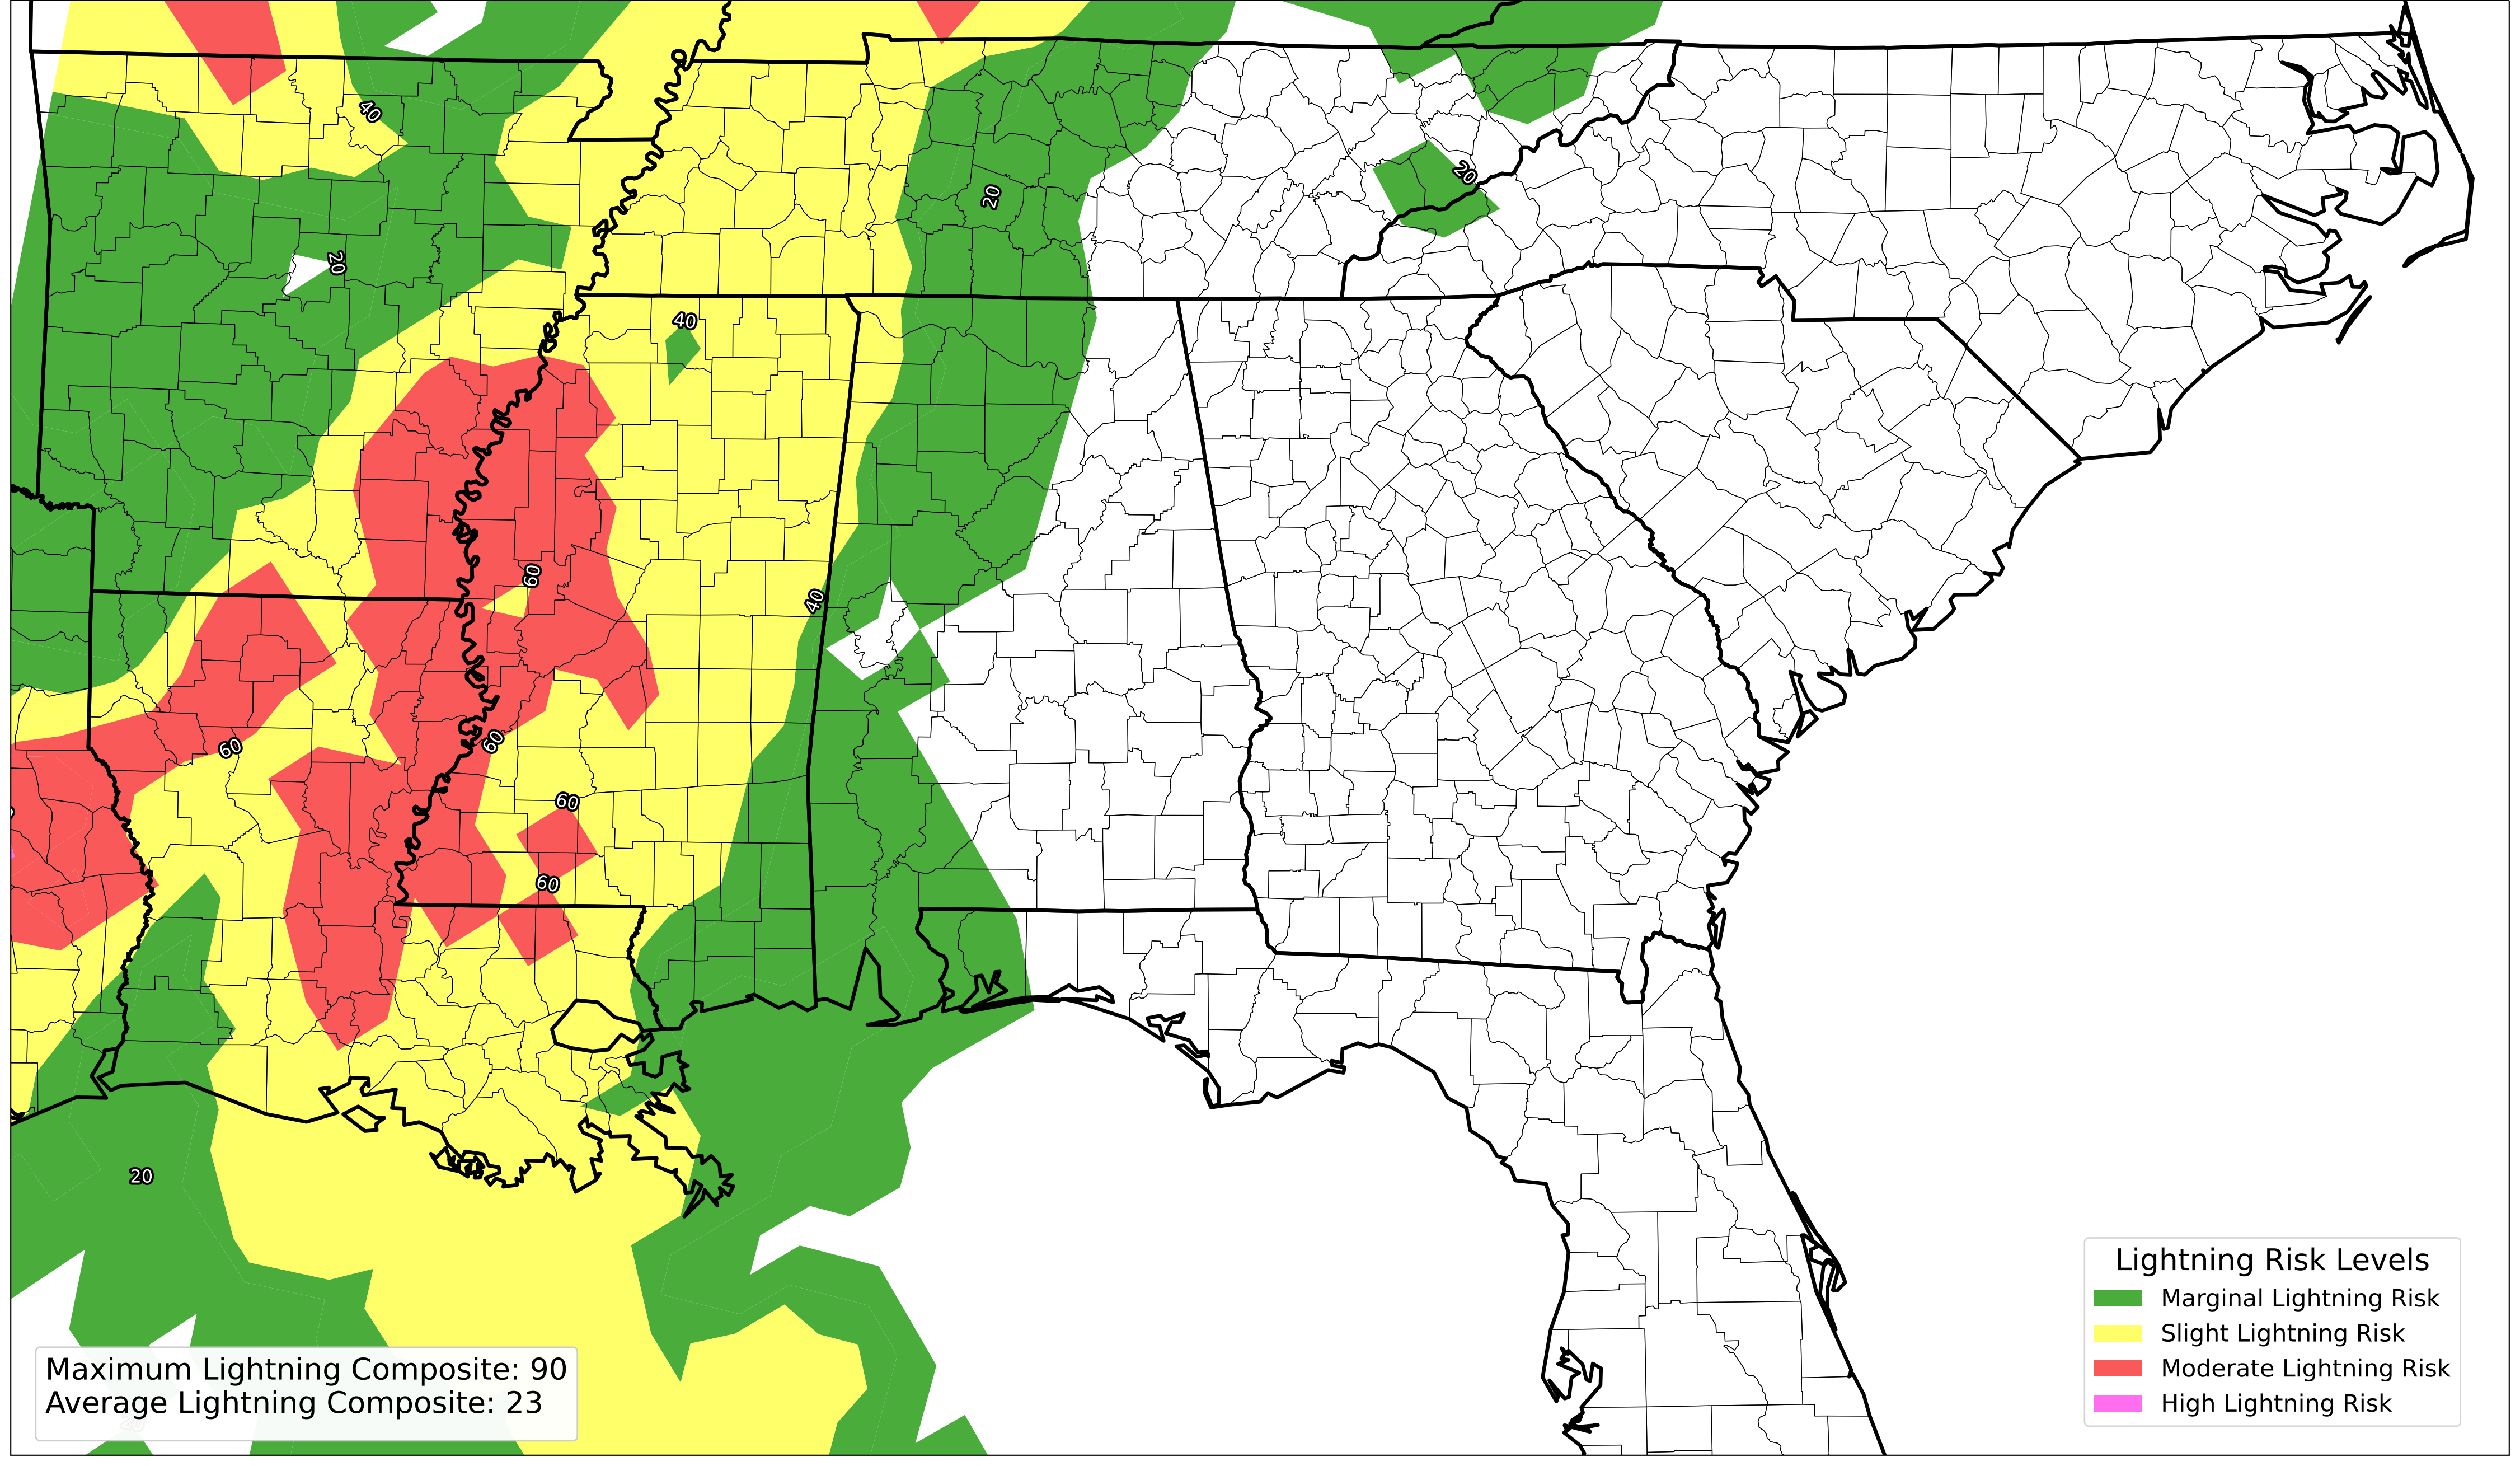 40
20
20
20
40
60
40
60
60
60
60
20
Lightning Risk Levels
Marginal Lightning Risk
Slight Lightning Risk
Moderate Lightning Risk
High Lightning Risk
Maximum Lightning Composite: 90
Average Lightning Composite: 23